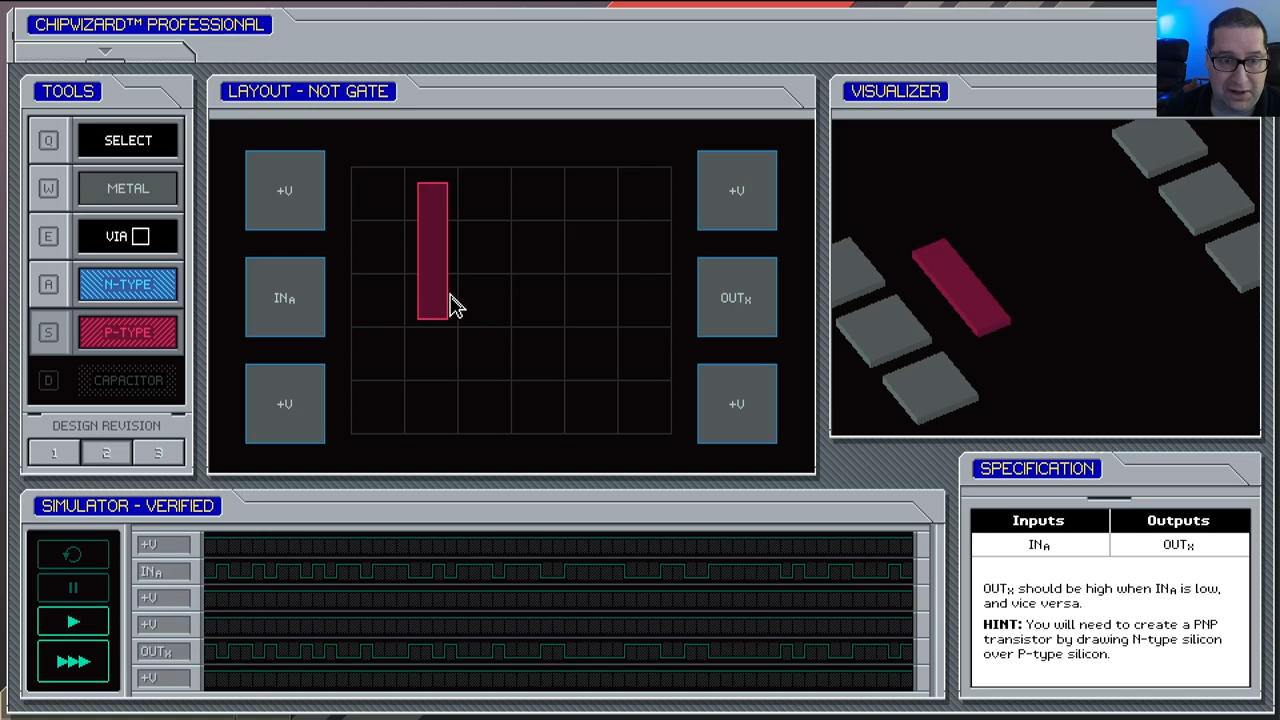 CHIPWIZARD™ PROFESSIONAL
TOOLS
Q
SELECT
W
METAL
E
VIA
A
N-TYPE
S
P-TYPE
D
CAPACITOR
DESIGN REVISION
1
2
3
LAYOUT - NOT GATE
+V
+V
INA
OUTX
+V
+V
VISUALIZER
SIMULATOR - VERIFIED
+V
INA
+V
+V
OUTX
+V
SPECIFICATION
Inputs
Outputs
INA
OUTX
OUTX should be high when INA is low,
and vice versa.
HINT: You will need to create a PNP
transistor by drawing N-type silicon
over P-type silicon.